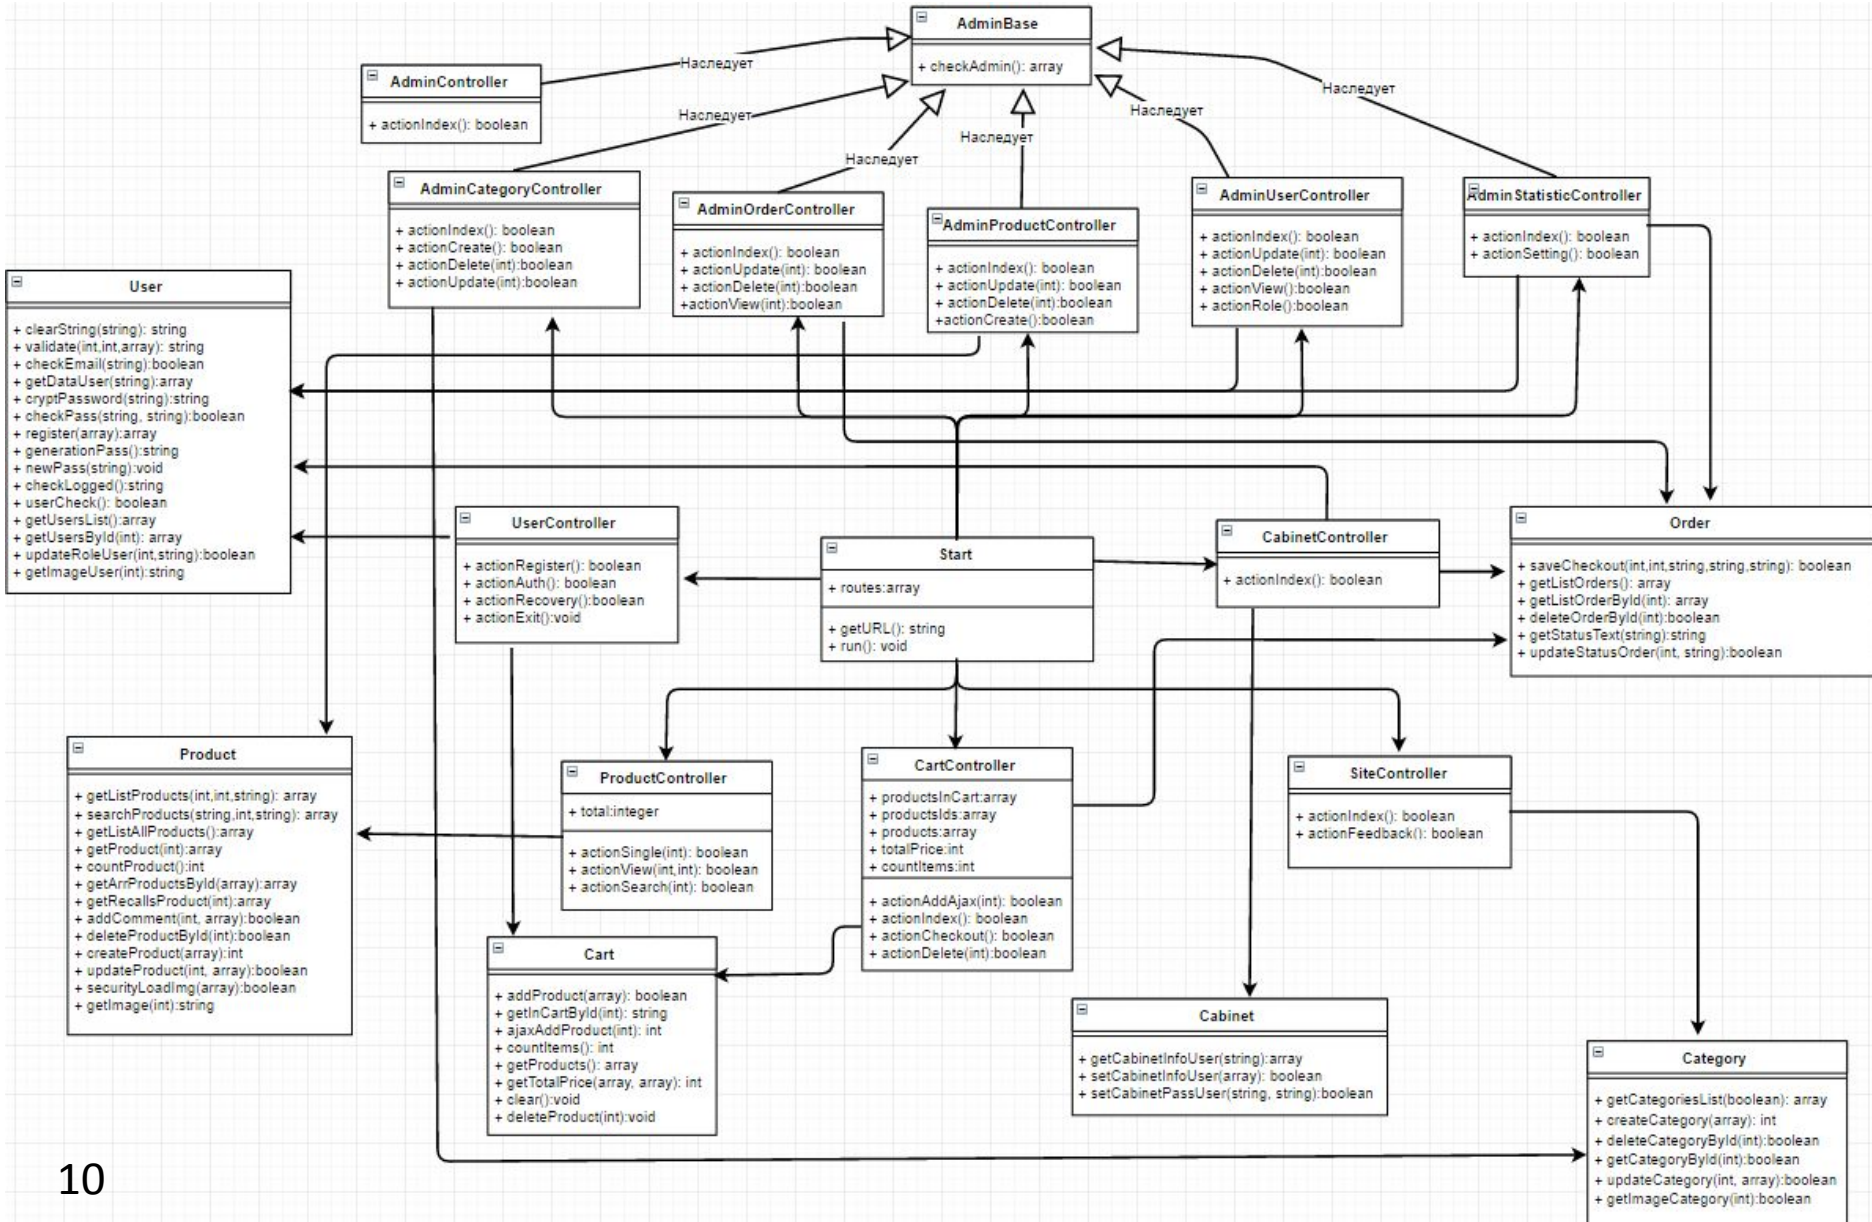 AdminBase
+ checkAdmin(): array
Наследует
Наследует
Наследует
Наследует
Наследует
Наследует
AdminController
+ actionIndex(): boolean
AdminCategoryController
+ actionIndex(): boolean
+ actionCreate(): boolean
+ actionDelete(int):boolean
+ actionUpdate(int):boolean
AdminOrderController
+ actionIndex(): boolean
+ actionUpdate(int): boolean
+ actionDelete(int):boolean
+actionView(int):boolean
AdminProductController
+ actionIndex(): boolean
+ actionUpdate(int): boolean
+ actionDelete(int):boolean
+actionCreate():boolean
AdminUserController
+ actionIndex(): boolean
+ actionUpdate(int): boolean
+ actionDelete(int):boolean
+ actionView():boolean
+ actionRole():boolean
AdminStatisticController
+ actionIndex(): boolean
+ actionSetting(): boolean
User
+ clearString(string): string
+ validate(int,int,array): string
+ checkEmail(string):boolean
+ getDataUser(string):array
+ cryptPassword(string):string
+ checkPass(string, string):boolean
+ register(array):array
+ generationPass():string
+ newPass(string):void
+ checkLogged():string
+ userCheck(): boolean
+ getUsersList():array
+ getUsersById(int): array
+ updateRoleUser(int,string):boolean
+ getImageUser(int):string
UserController
+ actionRegister(): boolean
+ actionAuth(): boolean
+ actionRecovery():boolean
+ actionExit():void
Start
+ routes:array
+ getURL(): string
+ run(): void
CabinetController
+ actionIndex(): boolean
Order
+ saveCheckout(int,int,string,string,string): boolean
+ getListOrders(): array
+ getListOrderById(int): array
+ deleteOrderById(int):boolean
+ getStatusText(string):string
+ updateStatusOrder(int, string):boolean
Product
+ getListProducts(int,int,string): array
+ searchProducts(string,int,string): array
+ getListAllProducts():array
+ getProduct(int):array
+ countProduct():int
+ getArrProductsById(array):array
+ getRecallsProduct(int):array
+ addComment(int, array):boolean
+ deleteProductById(int):boolean
+ createProduct(array):int
+ updateProduct(int, array):boolean
+ securityLoadImg(array):boolean
+ getImage(int):string
ProductController
+ total:integer
+ actionSingle(int): boolean
+ actionView(int,int): boolean
+ actionSearch(int): boolean
CartController
+ productsInCart:array
+ productsIds:array
+ products:array
+ totalPrice:int
+ countItems:int
+ actionAddAjax(int): boolean
+ actionIndex(): boolean
+ actionCheckout(): boolean
+ actionDelete(int):boolean
SiteController
+ actionIndex(): boolean
+ actionFeedback(): boolean
Cart
+ addProduct(array): boolean
+ getInCartById(int): string
+ ajaxAddProduct(int): int
+ countItems(): int
+ getProducts(): array
+ getTotalPrice(array, array): int
+ clear():void
+ deleteProduct(int):void
Cabinet
+ getCabinetInfoUser(string):array
+ setCabinetInfoUser(array): boolean
+ setCabinetPassUser(string, string):boolean
Category
+ getCategoriesList(boolean): array
+ createCategory(array): int
+ deleteCategoryById(int):boolean
+ getCategoryById(int):boolean
+ updateCategory(int, array):boolean
+ getImageCategory(int):boolean
10